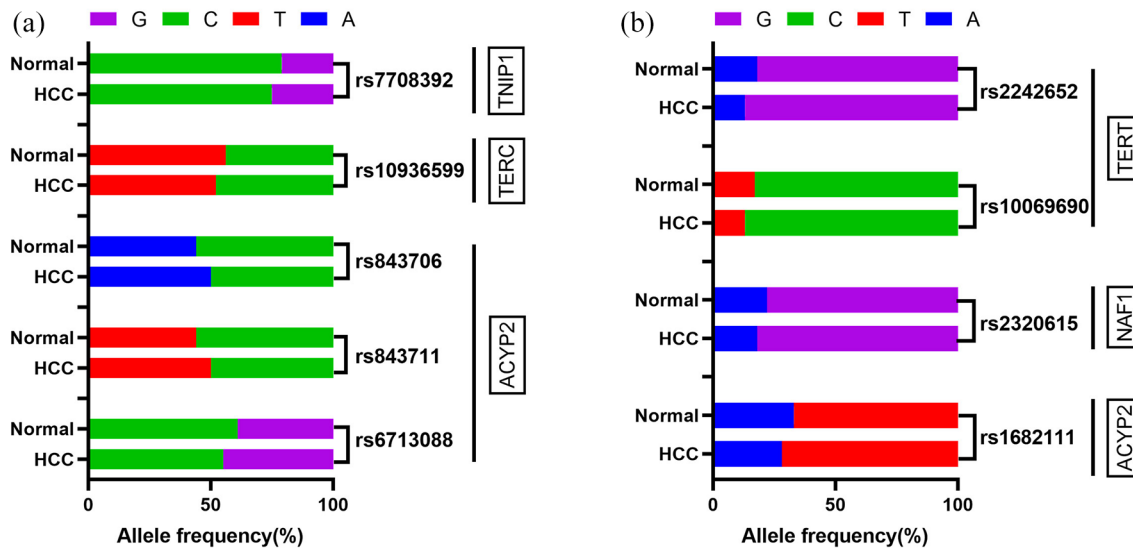 (a)
G C T A
Normal
HCC
rs7708392
TNIP1
Normal
HCC
rs10936599
TERC
Normal
HCC
rs843706
Normal
HCC
rs843711
ACYP2
Normal
HCC
rs6713088
0 50 100
Allele frequency(%)
(b)
G C T A
Normal
HCC
rs2242652
TERT
Normal
HCC
rs10069690
Normal
HCC
rs2320615
NAF1
Normal
HCC
rs1682111
ACYP2
0 50 100
Allele frequency(%)